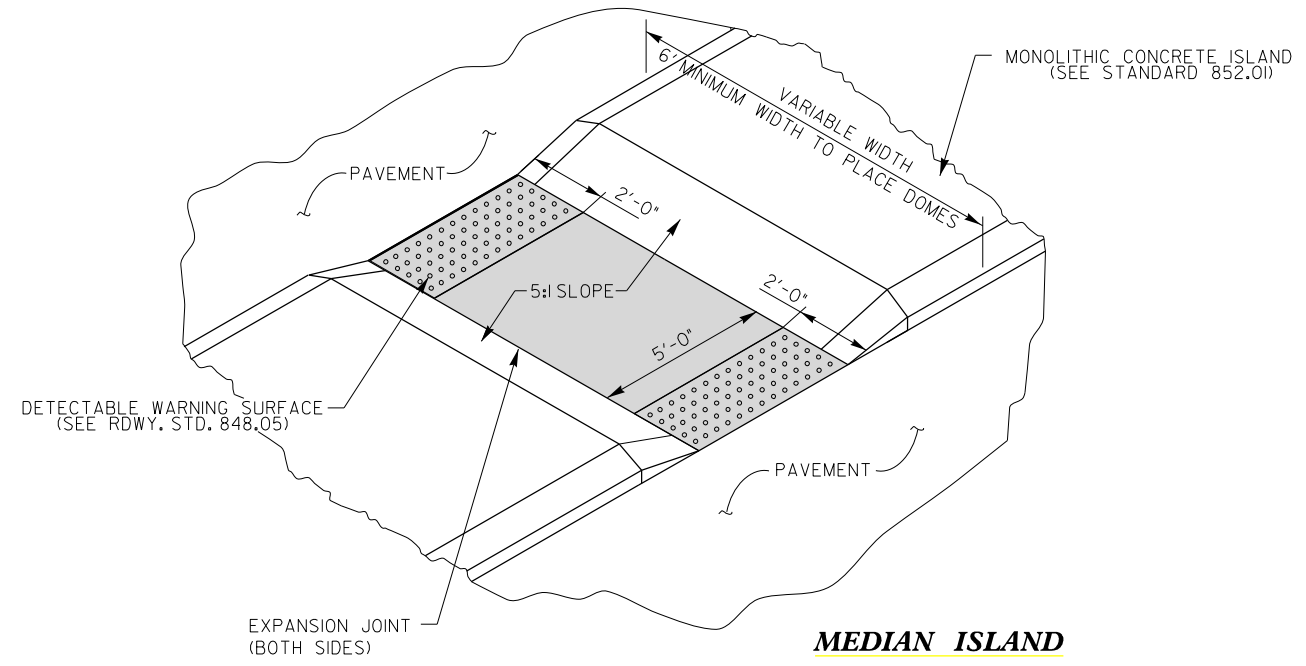 MONOLITHIC CONCRETE ISLAND
(SEE STANDARD 852.01)
VARIABLE WIDTH
6' MINIMUM WIDTH TO PLACE DOMES
PAVEMENT
2'-0"
5:1 SLOPE
2'-0"
5'-0"
DETECTABLE WARNING SURFACE
(SEE RDWY. STD. 848.05)
PAVEMENT
EXPANSION JOINT
(BOTH SIDES)
MEDIAN ISLAND